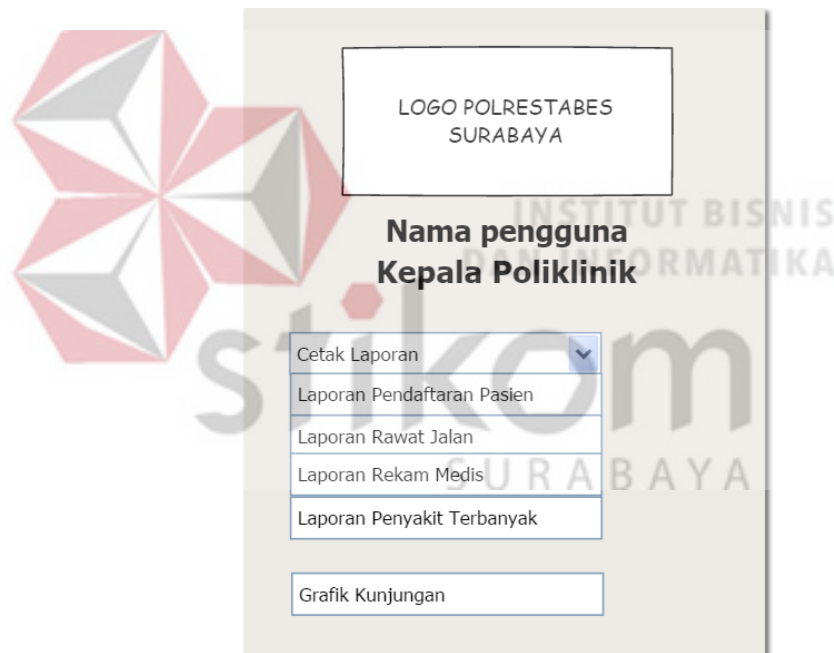 LOGO POLRESTABES
SURABAYA
INSTITUT BISNIS
DAN INFORMATIKA
Nama pengguna
Kepala Poliklinik
stikom
SURABAYA
Cetak Laporan
Laporan Pendaftaran Pasien
Laporan Rawat Jalan
Laporan Rekam Medis
Laporan Penyakit Terbanyak
Grafik Kunjungan